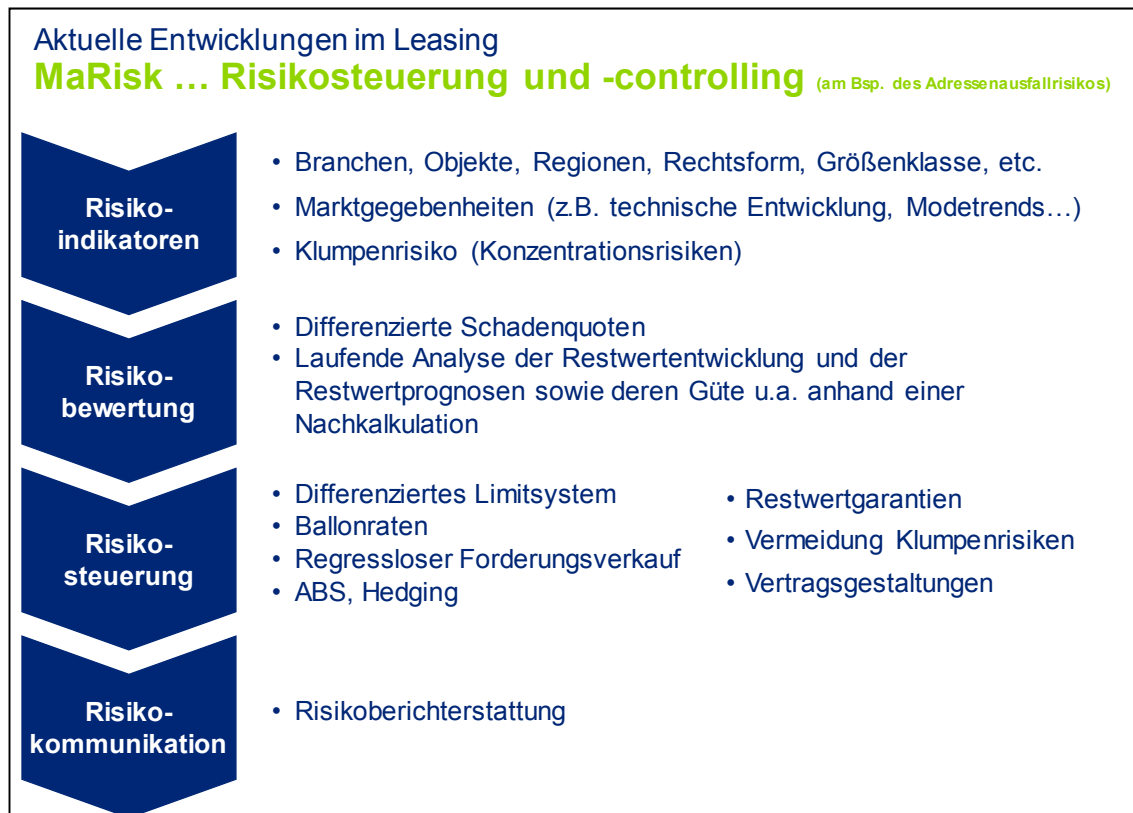 Aktuelle Entwicklungen im Leasing
MaRisk … Risikosteuerung und -controlling (am Bsp. des Adressenausfallrisikos)
Risiko-
indikatoren
• Branchen, Objekte, Regionen, Rechtsform, Größenklasse, etc.
• Marktgegebenheiten (z.B. technische Entwicklung, Modetrends…)
• Klumpenrisiko (Konzentrationsrisiken)
Risiko-
bewertung
• Differenzierte Schadenquoten
• Laufende Analyse der Restwertentwicklung und der
Restwertprognosen sowie deren Güte u.a. anhand einer
Nachkalkulation
Risiko-
steuerung
• Differenziertes Limitsystem
• Ballonraten
• Regressloser Forderungsverkauf
• ABS, Hedging
• Restwertgarantien
• Vermeidung Klumpenrisiken
• Vertragsgestaltungen
Risiko-
kommunikation
• Risikoberichterstattung